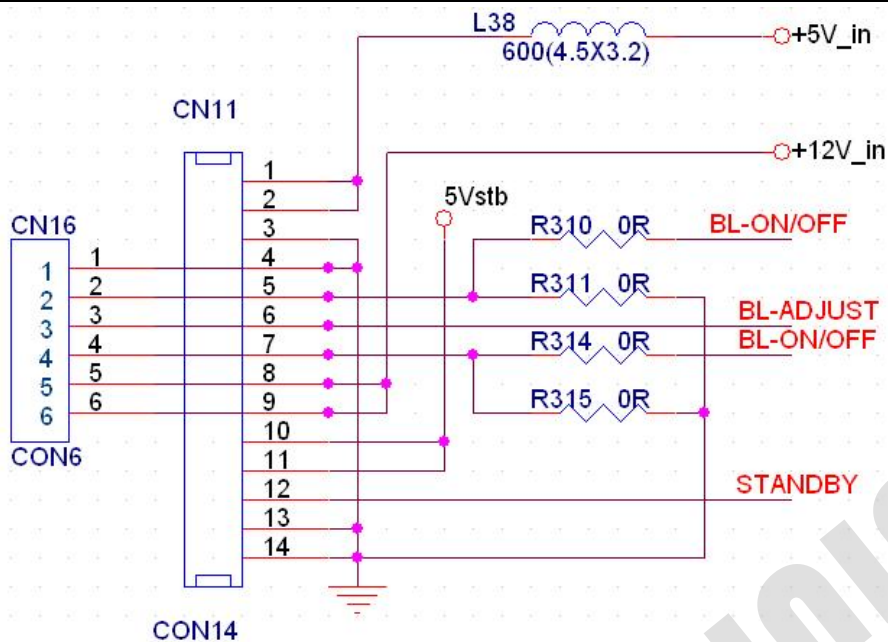 L38
600(4.5X3.2)
+5V_in
CN11
+12V_in
1
2
3
4
5
6
7
8
9
10
11
12
13
14
5Vstb
CN16
1 1
2 2
3 3
4 4
5 5
6 6
CON6
R310 0R BL-ON/OFF
R311 0R
BL-ADJUST
R314 0R BL-ON/OFF
R315 0R
STANDBY
CON14